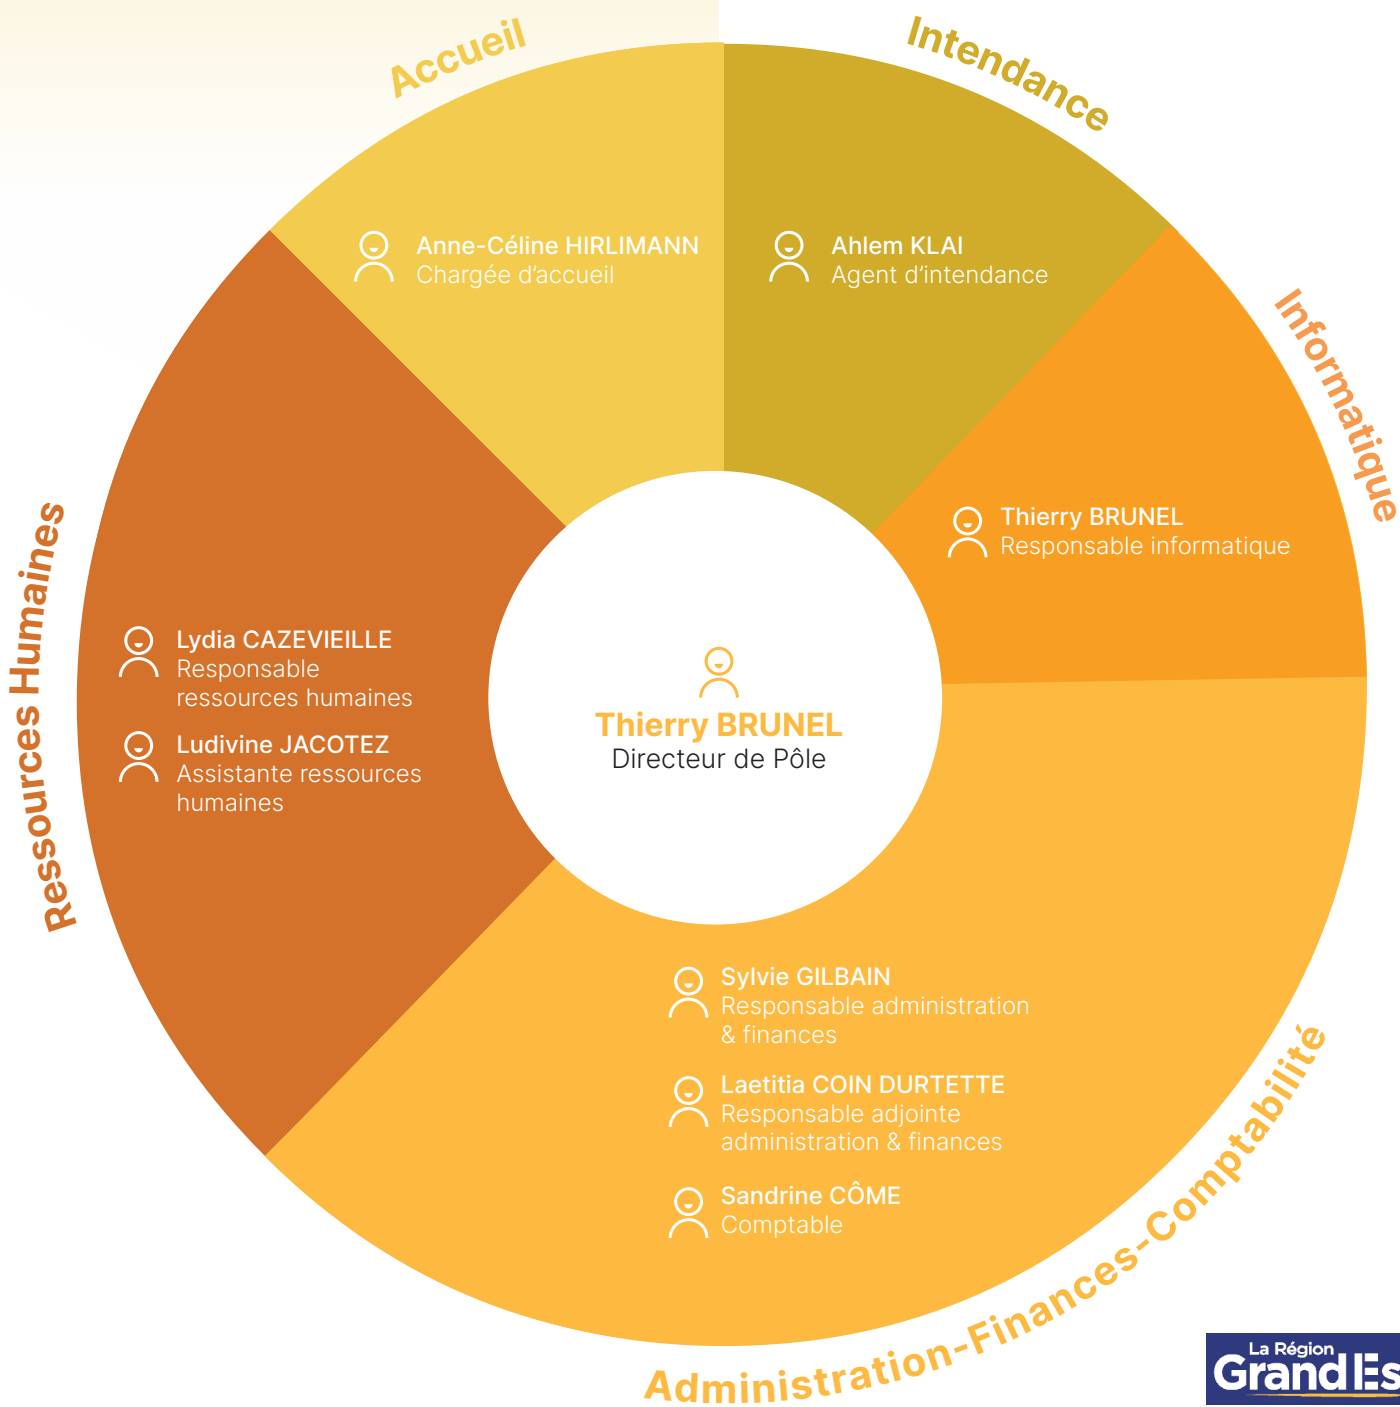 Accueil
Intendance
Anne-Céline HIRLIMANN
Chargée d’accueil
Ahlem KLAI
Agent d’intendance
Informatique
Thierry BRUNEL
Responsable informatique
Ressources Humaines
Lydia CAZEVIEILLE
Responsable
ressources humaines
Ludivine JACOTEZ
Assistante ressources
humaines
Thierry BRUNEL
Directeur de Pôle
Sylvie GILBAIN
Responsable administration
& finances
Laetitia COIN DURTETTE
Responsable adjointe
administration & finances
Sandrine CÔME
Comptable
Administration-Finances-Comptabilité
La Région
Grand Es